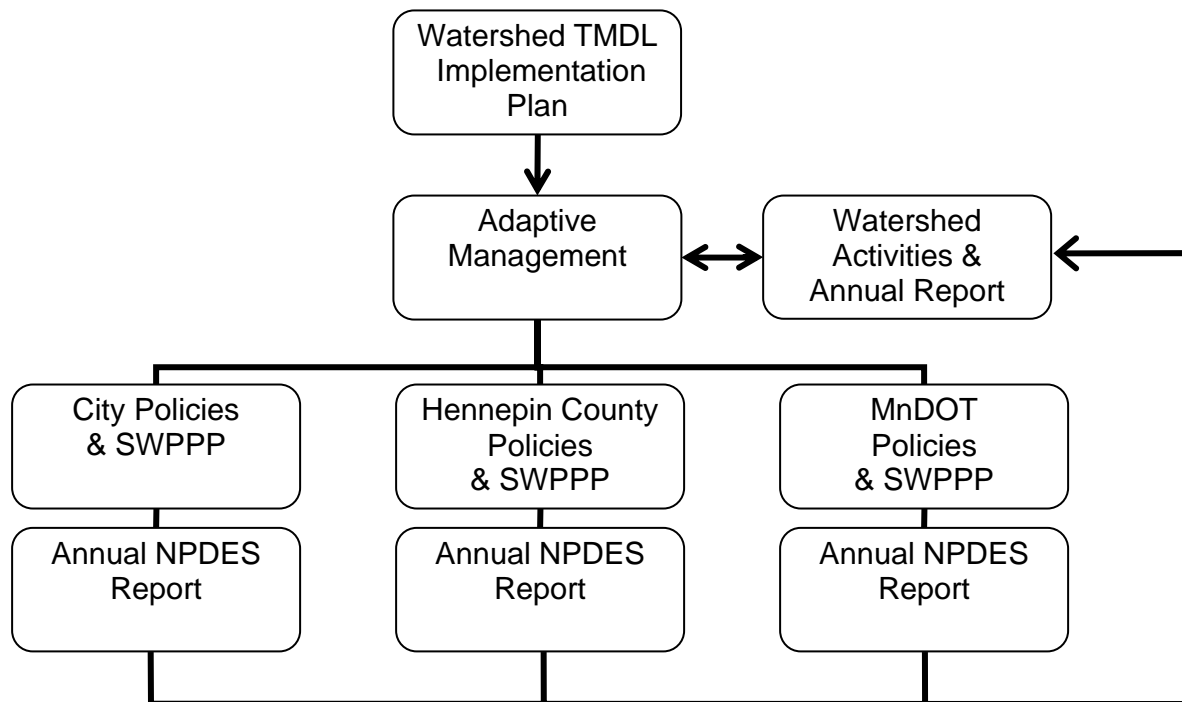 Watershed TMDL
Implementation
Plan
Adaptive
Management
Watershed
Activities &
Annual Report
City Policies
& SWPPP
Hennepin County
Policies
& SWPPP
MnDOT
Policies
& SWPPP
Annual NPDES
Report
Annual NPDES
Report
Annual NPDES
Report